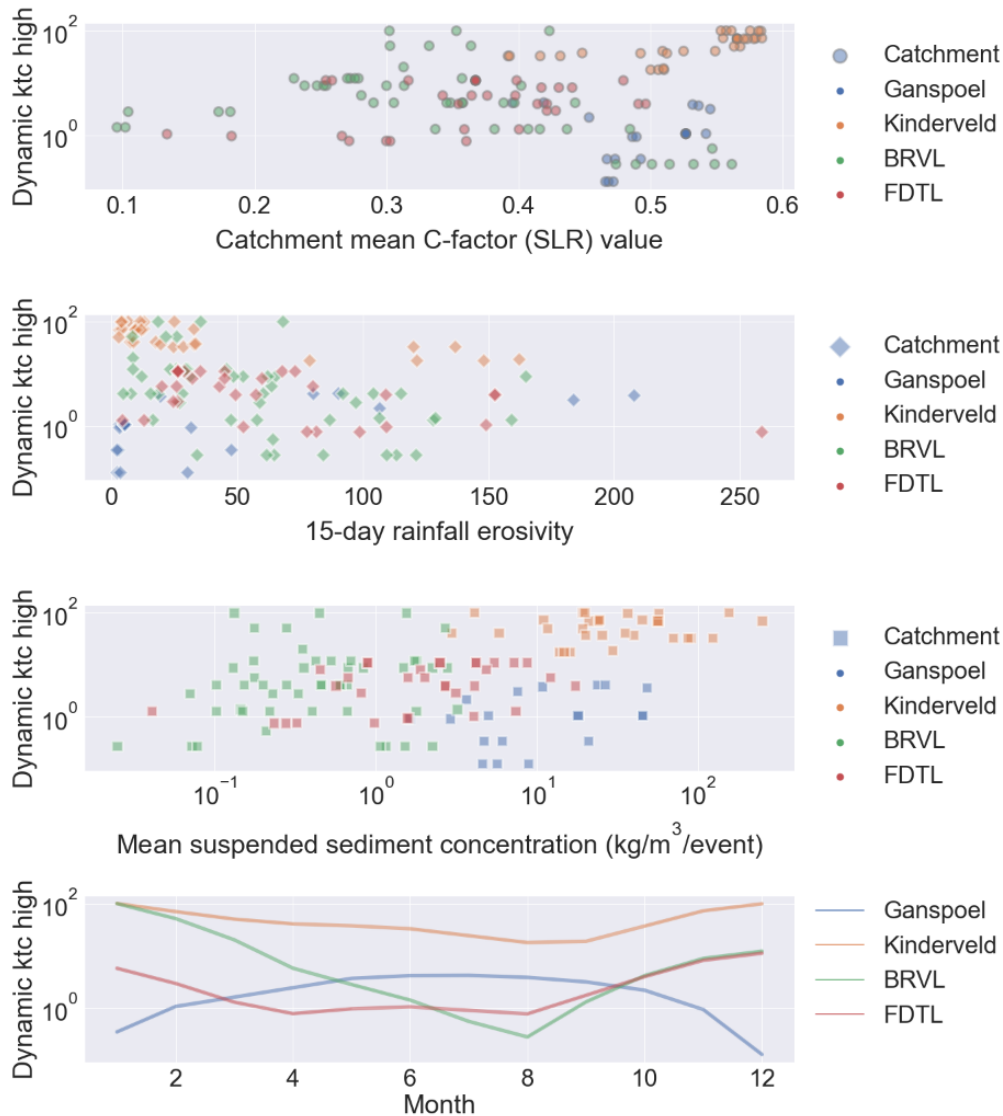 Dynamic ktc high
10²
10⁰
0.1 0.2 0.3 0.4 0.5 0.6
Catchment mean C-factor (SLR) value
Catchment
Ganspoel
Kinderveld
BRVL
FDTL
Dynamic ktc high
10²
10⁰
0 50 100 150 200 250
15-day rainfall erosivity
Catchment
Ganspoel
Kinderveld
BRVL
FDTL
Dynamic ktc high
10²
10⁰
10⁻¹ 10⁰ 10¹ 10²
Mean suspended sediment concentration (kg/m³/event)
Catchment
Ganspoel
Kinderveld
BRVL
FDTL
Dynamic ktc high
10²
10⁰
2 4 6 8 10 12
Month
Ganspoel
Kinderveld
BRVL
FDTL